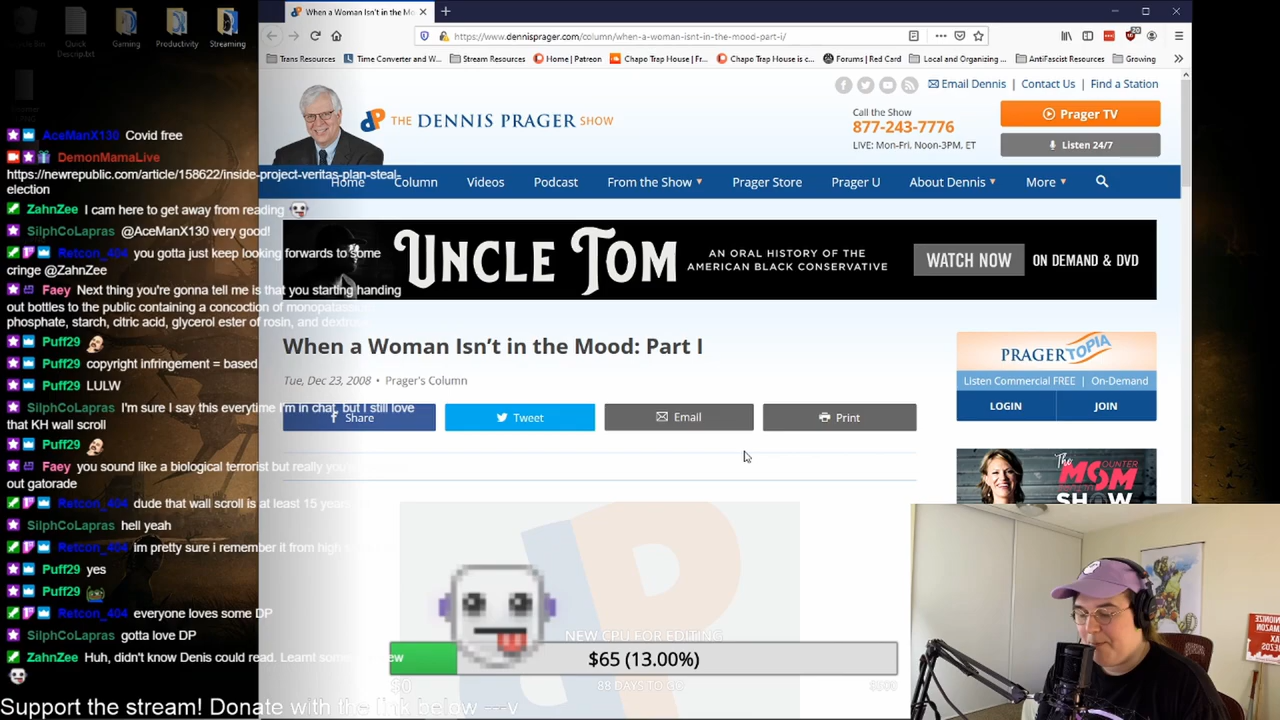 When a Woman Isn't in the Mo
https://www.dennisprager.com/column/when-a-woman-isnt-in-the-mood-part-i/
Trans Resources
Time Converter and W...
Stream Resources
Home | Patreon
Chapo Trap House | Fr...
Chapo Trap House is c...
Forums | Red Card
Local and Organizing ...
AntiFascist Resources
Growing
Quick
Gaming
Productivity
Streaming
THE DENNIS PRAGER SHOW
Email Dennis | Contact Us | Find a Station
Call the Show
877-243-7776
LIVE: Mon-Fri, Noon-3PM, ET
Prager TV
Listen 24/7
Home
Column
Videos
Podcast
From the Show
Prager Store
Prager U
About Dennis
More
UNCLE TOM
AN ORAL HISTORY OF THE
AMERICAN BLACK CONSERVATIVE
WATCH NOW
ON DEMAND & DVD
When a Woman Isn't in the Mood: Part I
Tue, Dec 23, 2008 • Prager's Column
Share
Tweet
Email
Print
PRAGERTOPIA
Listen Commercial FREE | On-Demand
LOGIN
JOIN
The
COUNTER
SHOW
AceManX130 Covid free
DemonMamaLive
https://newrepublic.com/article/158622/inside-project-veritas-plan-steal-
election
ZahnZee I cam here to get away from reading
SilphCoLapras @AceManX130 very good!
Retcon_404 you gotta just keep looking forwards to some
cringe @ZahnZee
Faey Next thing you're gonna tell me is that you starting handing
out bottles to the public containing a concoction of
phosphate, starch, citric acid, glycerol ester of rosin, and
Puff29
Puff29 copyright infringement = based
Puff29 LULW
SilphCoLapras I'm sure I say this everytime I'm in chat, but I still love
that KH wall scroll
Puff29
Faey you sound like a biological terrorist but really
out gatorade
Retcon_404 dude that wall scroll is at least 15 years
SilphCoLapras hell yeah
Retcon_404 im pretty sure i remember it from high
Puff29 yes
Puff29
Retcon_404 everyone loves some DP
SilphCoLapras gotta love DP
ZahnZee Huh, didn't know Denis could read. Learnt
NEW CPU FOR EDITING
$65 (13.00%)
$0
88 DAYS TO GO
$500
Support the stream! Donate with the link below ---v